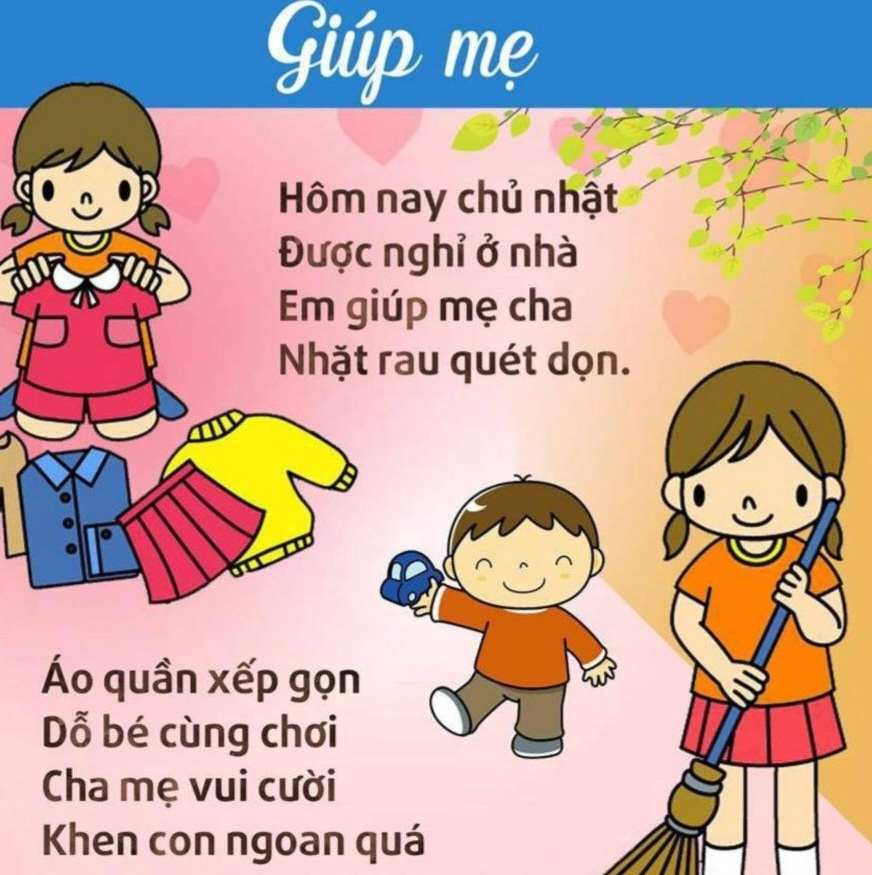 Giúp mẹ
Hôm nay chủ nhật
Được nghỉ ở nhà
Em giúp mẹ cha
Nhặt rau quét dọn.
Áo quần xếp gọn
Dỗ bé cùng chơi
Cha mẹ vui cười
Khen con ngoan quá